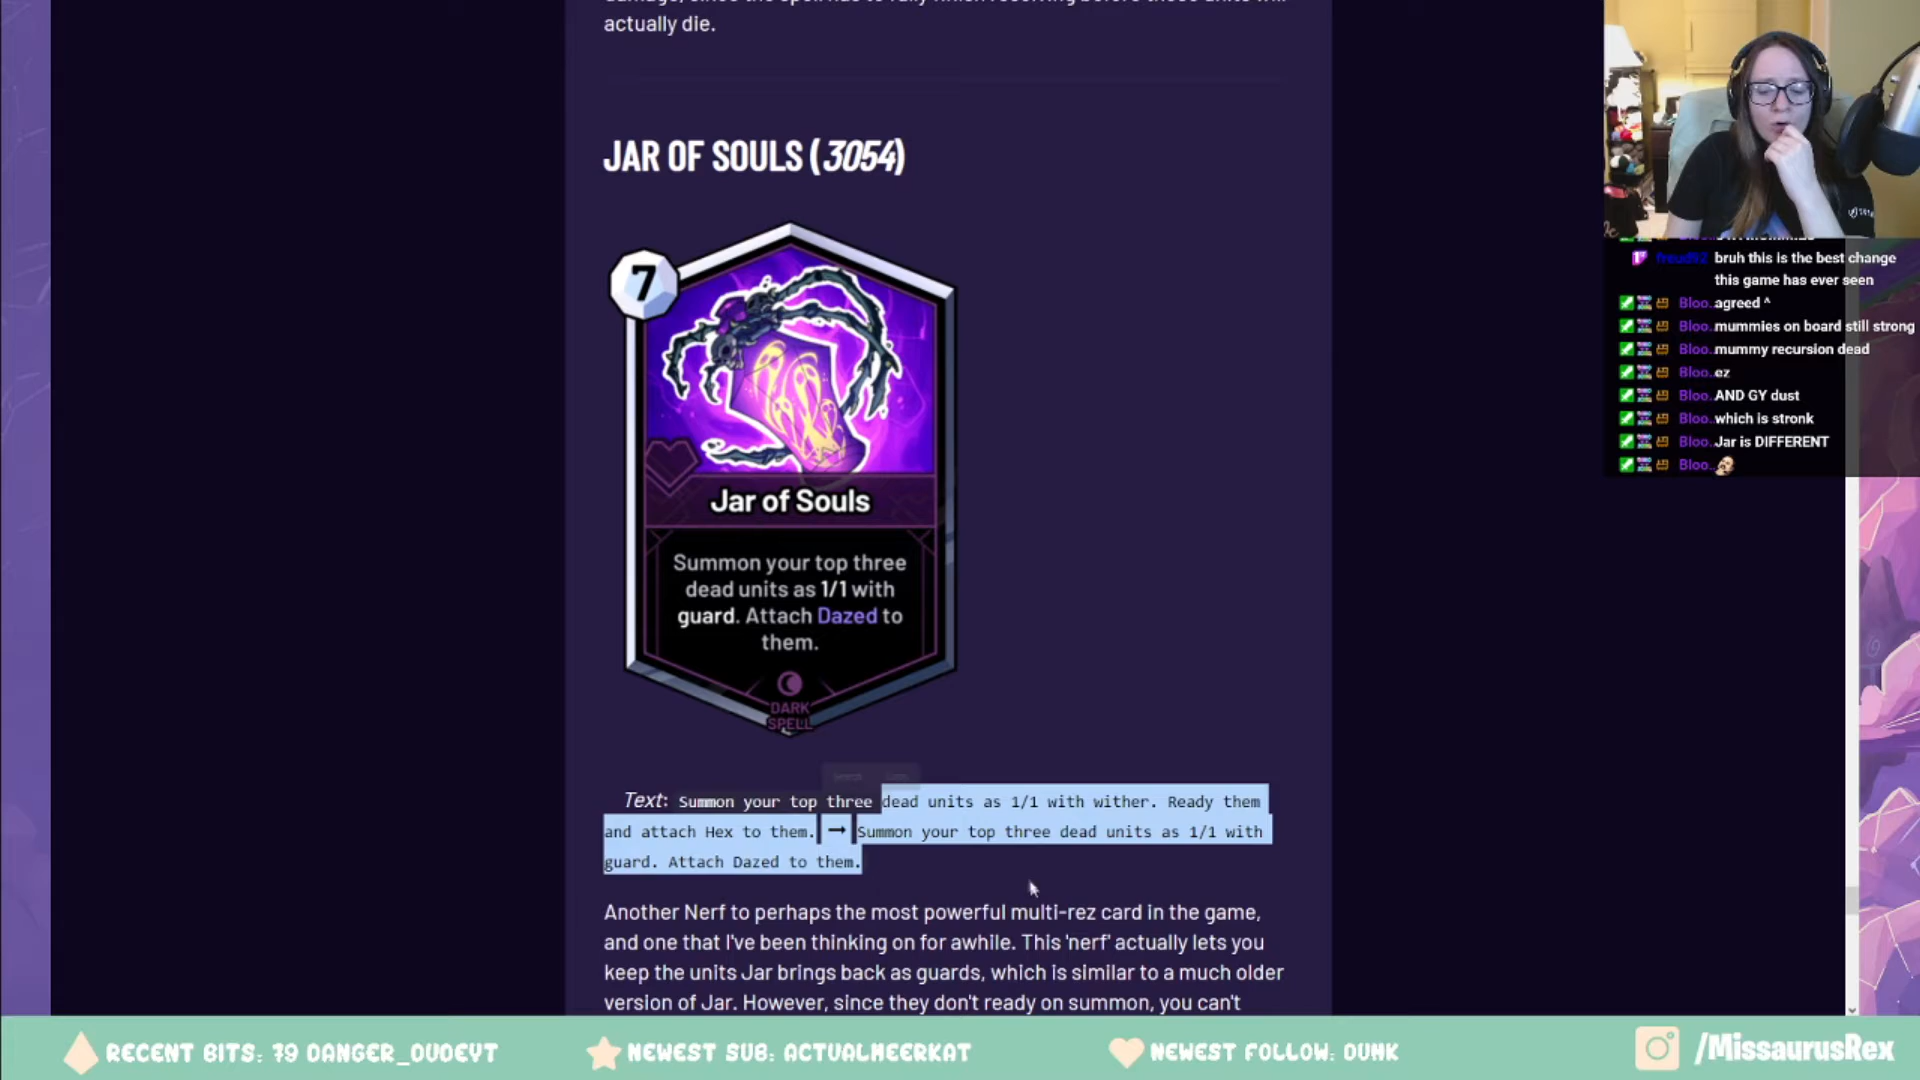 actually die.
JAR OF SOULS (3054)
7
Jar of Souls
Summon your top three
dead units as 1/1 with
guard. Attach Dazed to
them.
DARK
SPELL
Text: Summon your top three dead units as 1/1 with wither. Ready them
and attach Hex to them. → Summon your top three dead units as 1/1 with
guard. Attach Dazed to them.
Another Nerf to perhaps the most powerful multi-rez card in the game,
and one that I've been thinking on for awhile. This 'nerf' actually lets you
keep the units Jar brings back as guards, which is similar to a much older
version of Jar. However, since they don't ready on summon, you can't
bruh this is the best change
this game has ever seen
Bloo..agreed ^
Bloo..mummies on board still strong
Bloo..mummy recursion dead
Bloo..ez
Bloo..AND GY dust
Bloo..which is stronk
Bloo..Jar is DIFFERENT
Bloo..
RECENT BITS: 79 DANGER_DUDEYT
NEWEST SUB: ACTUALMEERKAT
NEWEST FOLLOW: DUHK
/MissaurusRex